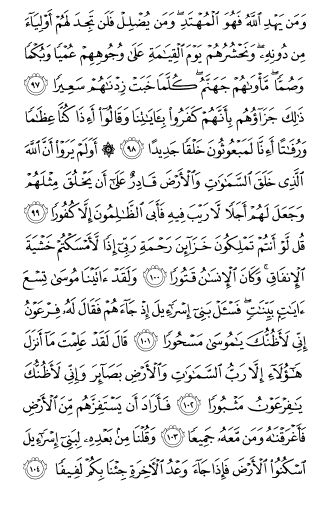 وَمَن يَهْدِ ٱللَّهُ فَهُوَ ٱلْمُهْتَدِ ۖ وَمَن يُضْلِلْ فَلَن تَجِدَ لَهُمْ أَوْلِيَآءَ
مِن دُونِهِۦ ۖ وَنَحْشُرُهُمْ يَوْمَ ٱلْقِيَٰمَةِ عَلَىٰ وُجُوهِهِمْ عُمْيًا وَبُكْمًا
وَصُمًّا ۖ مَّأْوَىٰهُمْ جَهَنَّمُ ۖ كُلَّمَا خَبَتْ زِدْنَٰهُمْ سَعِيرًا ﴿٩٧﴾
ذَٰلِكَ جَزَآؤُهُم بِأَنَّهُمْ كَفَرُوا۟ بِـَٔايَٰتِنَا وَقَالُوٓا۟ أَءِذَا كُنَّا عِظَٰمًا
وَرُفَٰتًا أَءِنَّا لَمَبْعُوثُونَ خَلْقًا جَدِيدًا ﴿٩٨﴾ ۞ أَوَلَمْ يَرَوْا۟ أَنَّ ٱللَّهَ
ٱلَّذِى خَلَقَ ٱلسَّمَٰوَٰتِ وَٱلْأَرْضَ قَادِرٌ عَلَىٰٓ أَن يَخْلُقَ مِثْلَهُمْ
وَجَعَلَ لَهُمْ أَجَلًا لَّا رَيْبَ فِيهِ فَأَبَى ٱلظَّٰلِمُونَ إِلَّا كُفُورًا ﴿٩٩﴾
قُل لَّوْ أَنتُمْ تَمْلِكُونَ خَزَآئِنَ رَحْمَةِ رَبِّىٓ إِذًا لَّأَمْسَكْتُمْ خَشْيَةَ
ٱلْإِنفَاقِ ۚ وَكَانَ ٱلْإِنسَٰنُ قَتُورًا ﴿١٠٠﴾ وَلَقَدْ ءَاتَيْنَا مُوسَىٰ تِسْعَ
ءَايَٰتٍۭ بَيِّنَٰتٍ ۖ فَسْـَٔلْ بَنِىٓ إِسْرَٰٓءِيلَ إِذْ جَآءَهُمْ فَقَالَ لَهُۥ فِرْعَوْنُ
إِنِّى لَأَظُنُّكَ يَٰمُوسَىٰ مَسْحُورًا ﴿١٠١﴾ قَالَ لَقَدْ عَلِمْتَ مَآ أَنزَلَ
هَٰٓؤُلَآءِ إِلَّا رَبُّ ٱلسَّمَٰوَٰتِ وَٱلْأَرْضِ بَصَآئِرَ وَإِنِّى لَأَظُنُّكَ
يَٰفِرْعَوْنُ مَثْبُورًا ﴿١٠٢﴾ فَأَرَادَ أَن يَسْتَفِزَّهُم مِّنَ ٱلْأَرْضِ
فَأَغْرَقْنَٰهُ وَمَن مَّعَهُۥ جَمِيعًا ﴿١٠٣﴾ وَقُلْنَا مِنۢ بَعْدِهِۦ لِبَنِىٓ إِسْرَٰٓءِيلَ
ٱسْكُنُوا۟ ٱلْأَرْضَ فَإِذَا جَآءَ وَعْدُ ٱلْـَٔاخِرَةِ جِئْنَا بِكُمْ لَفِيفًا ﴿١٠٤﴾